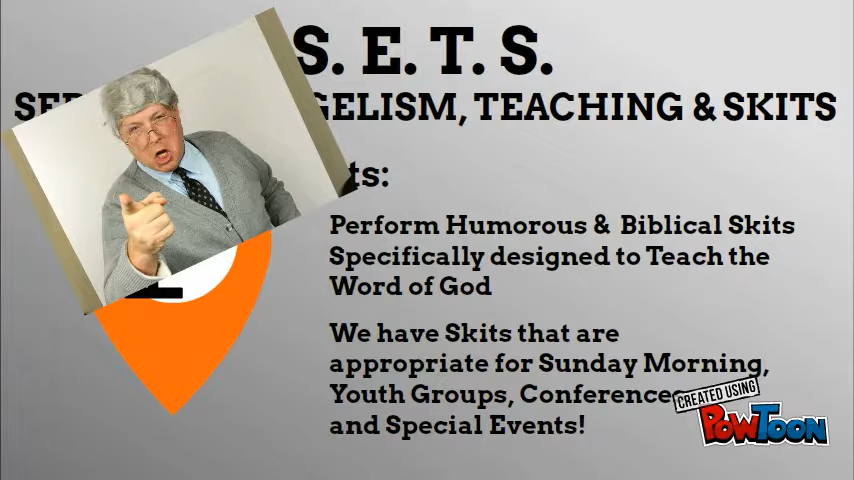 S. E. T. S.
GELISM, TEACHING & SKITS
ts:
Perform Humorous & Biblical Skits
Specifically designed to Teach the
Word of God
We have Skits that are
appropriate for Sunday Morning,
Youth Groups, Conferences
and Special Events!
CREATED USING
POWTOON